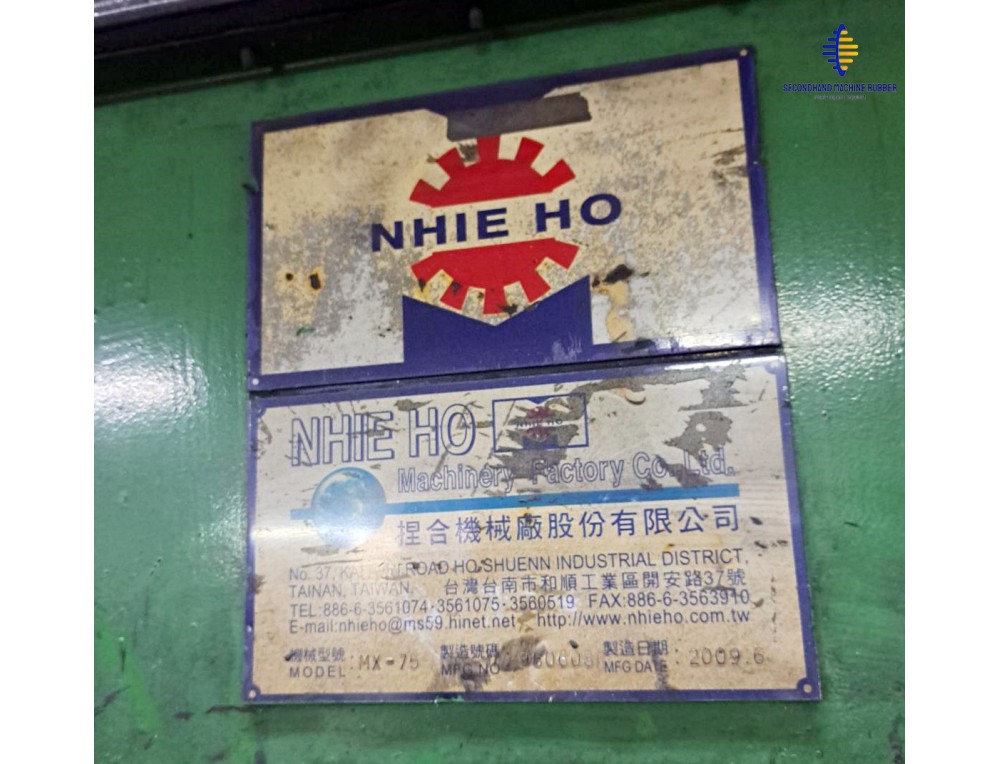 SECONDHAND MACHINE RUBBER
NHIE HO
NHIE HO
NHIE HO
Machinery Factory Co., Ltd.
捏合機械廠股份有限公司
No. 37, ROAD HO SHUENN INDUSTRIAL DISTRICT,
TAINAN, TAIWAN. 台灣台南市和順工業區開安路37號
TEL:886-6-3561074·3561075·3560519 FAX:886-6-3563910
E-mail:nhieho@ms59.hinet.net http://www.nhieho.com.tw
機械型號 製造號碼 製造日期
MODEL : MX-75 MFG NO MFG DATE : 2009.6